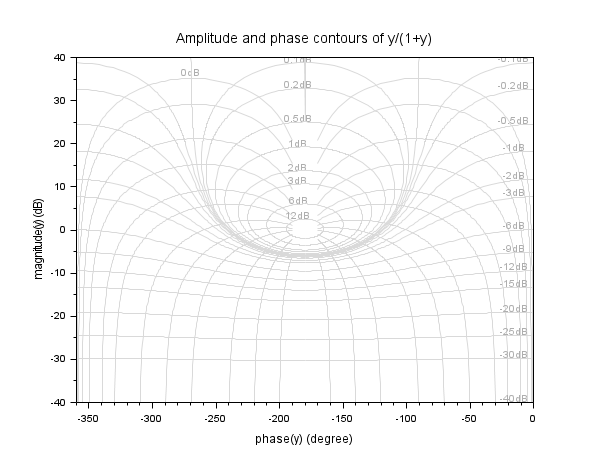 Amplitude and phase contours of y/(1+y)
40
30
20
10
0
-10
-20
-30
-40
magnitude(y) (dB)
0dB
0.1dB
0.2dB
0.5dB
1dB
2dB
3dB
6dB
12dB
-0.1dB
-0.2dB
-0.5dB
-1dB
-2dB
-3dB
-6dB
-9dB
-12dB
-15dB
-20dB
-25dB
-30dB
-40dB
-350
-300
-250
-200
-150
-100
-50
0
phase(y) (degree)